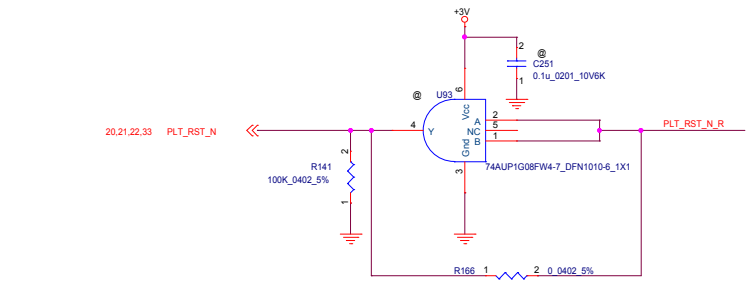 +3V
2
@
C251
0.1u_0201_10V6K
1
@
U93
6
Vcc
20,21,22,33 PLT_RST_N
4
Y
A
2
NC
5
B
1
Gnd
3
PLT_RST_N_R
74AUP1G08FW4-7_DFN1010-6_1X1
2
R141
100K_0402_5%
1
R166 1 2 0_0402_5%